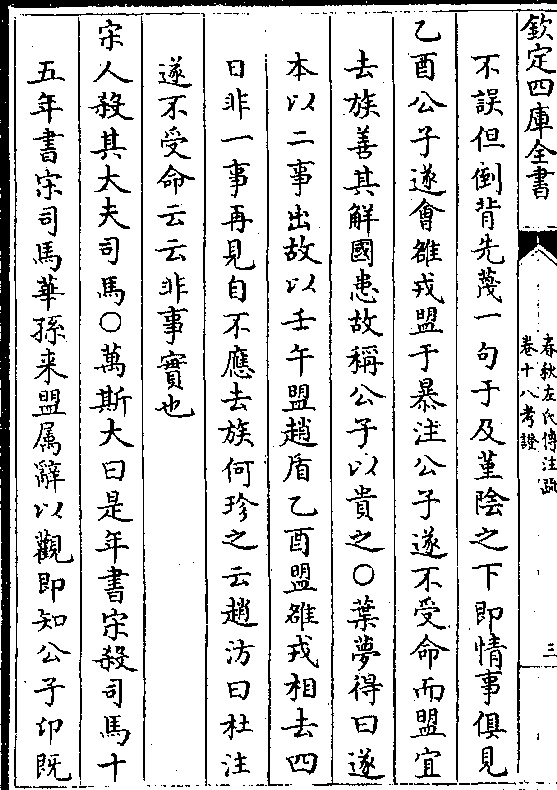 欽定四庫全書
春秋左氏傳注疏
卷十八考證
三
不誤但倒背先蔑一句于及堇陰之下即情事俱見
乙酉公子遂會雒戎盟于暴注公子遂不受命而盟宜
去族善其解國患故稱公子以貴之○葉夢得曰遂
本以二事出故以壬午盟趙盾乙酉盟雒戎相去四
日非一事再見自不應去族何珍之云趙汸曰杜注
遂不受命云云非事實也
宋人殺其大夫司馬○萬斯大曰是年書宋殺司馬十
五年書宋司馬華孫来盟属辭以觀即知公子卬既